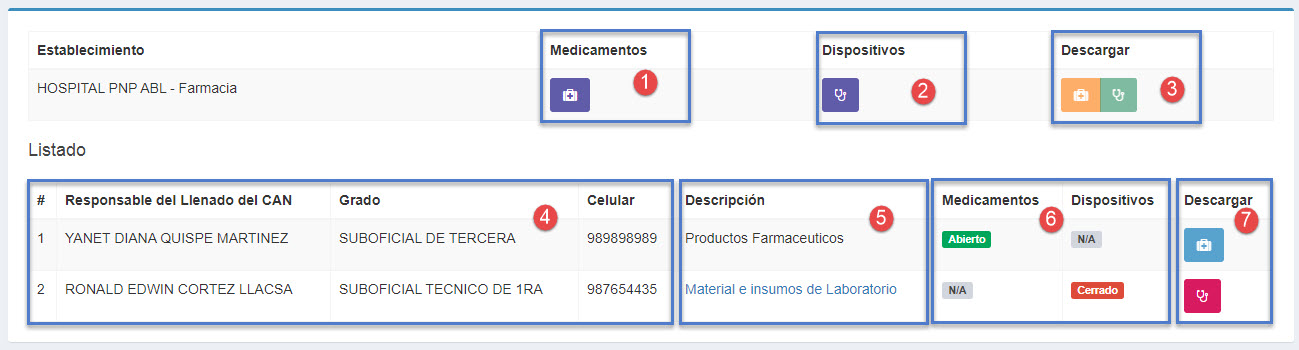 Establecimiento Medicamentos Dispositivos Descargar
HOSPITAL PNP ABL - Farmacia 1 2 3
Listado
# Responsable del Llenado del CAN Grado Celular Descripción Medicamentos Dispositivos Descargar
4 5 6 7
1 YANET DIANA QUISPE MARTINEZ SUBOFICIAL DE TERCERA 989898989 Productos Farmaceuticos Abierto N/A
2 RONALD EDWIN CORTEZ LLACSA SUBOFICIAL TECNICO DE 1RA 987654435 Material e insumos de Laboratorio N/A Cerrado